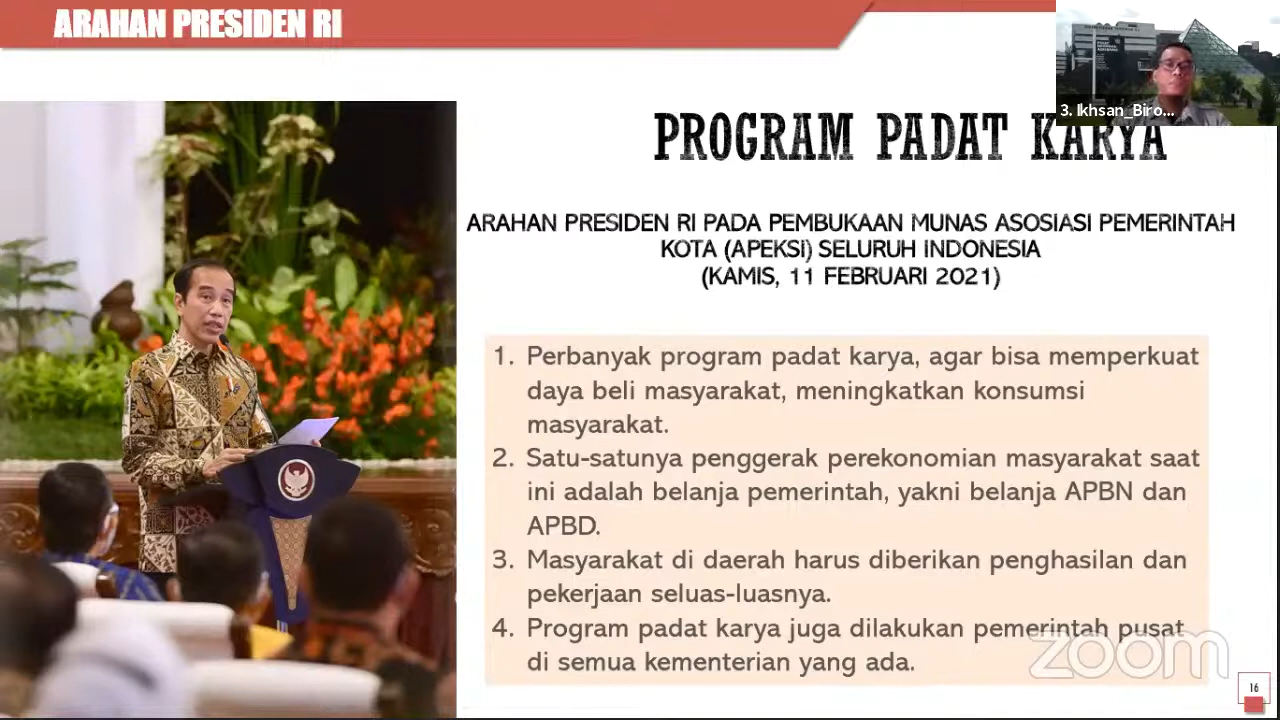 ARAHAN PRESIDEN RI
3. Ikhsan_Biro...
PROGRAM PADAT KARYA
ARAHAN PRESIDEN RI PADA PEMBUKAAN MUNAS ASOSIASI PEMERINTAH
KOTA (APEKSI) SELURUH INDONESIA
(KAMIS, 11 FEBRUARI 2021)
1. Perbanyak program padat karya, agar bisa memperkuat
daya beli masyarakat, meningkatkan konsumsi
masyarakat.
2. Satu-satunya penggerak perekonomian masyarakat saat
ini adalah belanja pemerintah, yakni belanja APBN dan
APBD.
3. Masyarakat di daerah harus diberikan penghasilan dan
pekerjaan seluas-luasnya.
4. Program padat karya juga dilakukan pemerintah pusat
di semua kementerian yang ada.
zoom
16